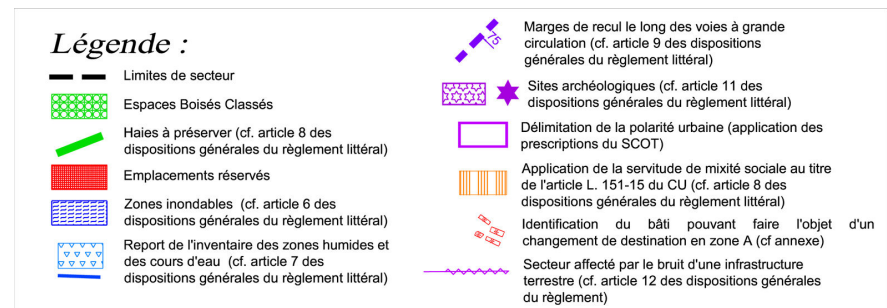 Légende :
Limites de secteur
Espaces Boisés Classés
Haies à préserver (cf. article 8 des
dispositions générales du règlement littéral)
Emplacements réservés
Zones inondables (cf. article 6 des
dispositions générales du règlement littéral)
Report de l'inventaire des zones humides et
des cours d'eau (cf. article 7 des
dispositions générales du règlement littéral)
75
Marges de recul le long des voies à grande
circulation (cf. article 9 des dispositions
générales du règlement littéral)
Sites archéologiques (cf. article 11 des
dispositions générales du règlement littéral)
Délimitation de la polarité urbaine (application des
prescriptions du SCOT)
Application de la servitude de mixité sociale au titre
de l'article L. 151-15 du CU (cf. article 8 des
dispositions générales du règlement littéral)
Identification du bâti pouvant faire l'objet d'un
changement de destination en zone A (cf annexe)
Secteur affecté par le bruit d'une infrastructure
terrestre (cf. article 12 des dispositions générales
du règlement)